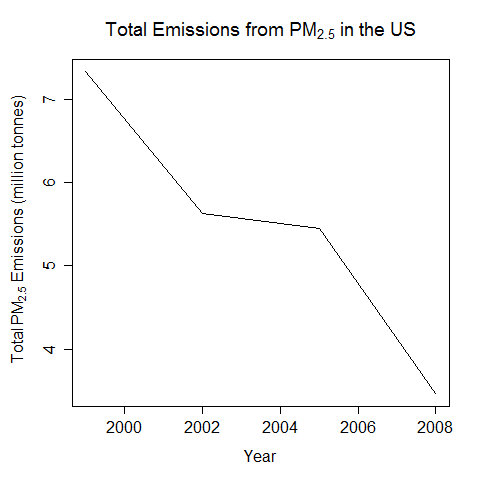 Total Emissions from PM2.5 in the US
Total PM2.5 Emissions (million tonnes)
7
6
5
4
2000 2002 2004 2006 2008
Year